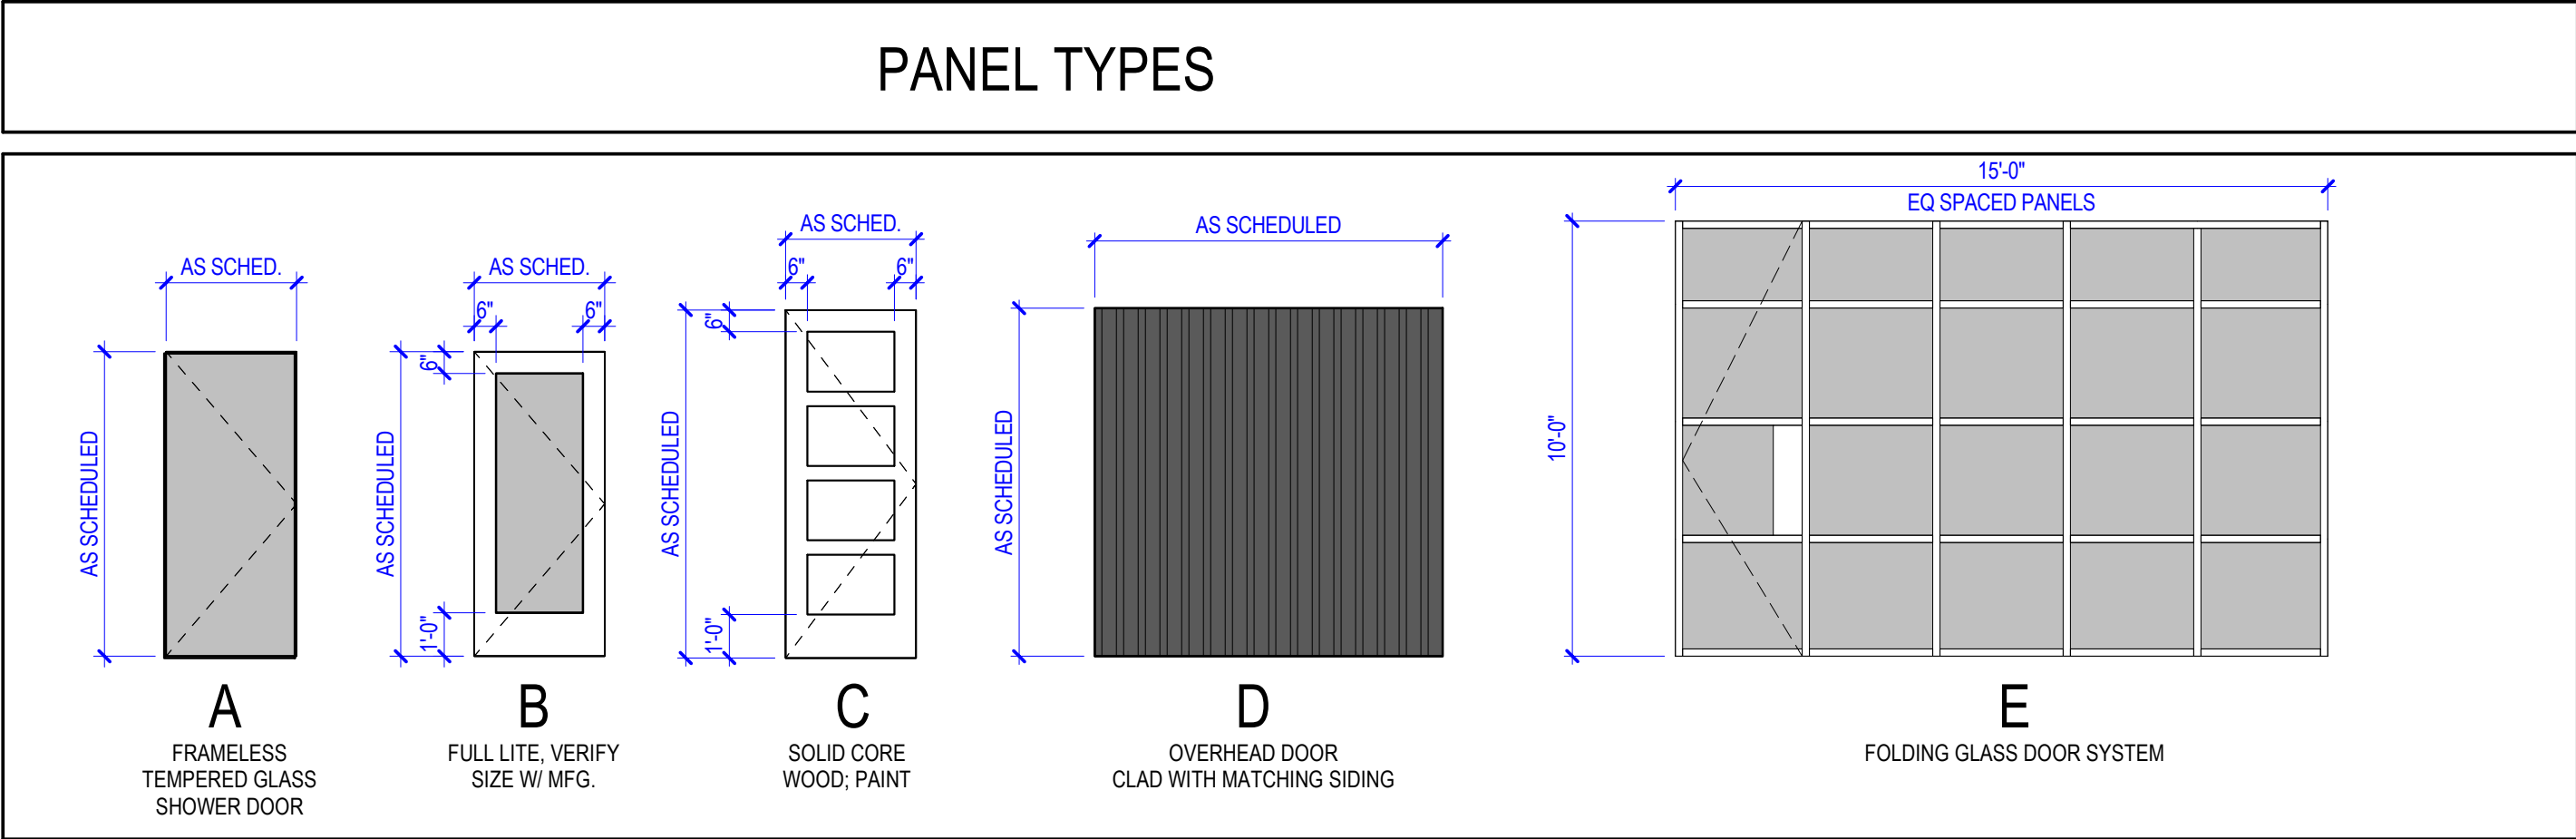 PANEL TYPES
AS SCHED.
AS SCHEDULED
A
FRAMELESS
TEMPERED GLASS
SHOWER DOOR
AS SCHED.
6"
6"
6"
AS SCHEDULED
1'-0"
B
FULL LITE, VERIFY
SIZE W/ MFG.
AS SCHED.
6"
6"
6"
AS SCHEDULED
1'-0"
C
SOLID CORE
WOOD; PAINT
AS SCHEDULED
AS SCHEDULED
D
OVERHEAD DOOR
CLAD WITH MATCHING SIDING
15'-0"
EQ SPACED PANELS
10'-0"
E
FOLDING GLASS DOOR SYSTEM